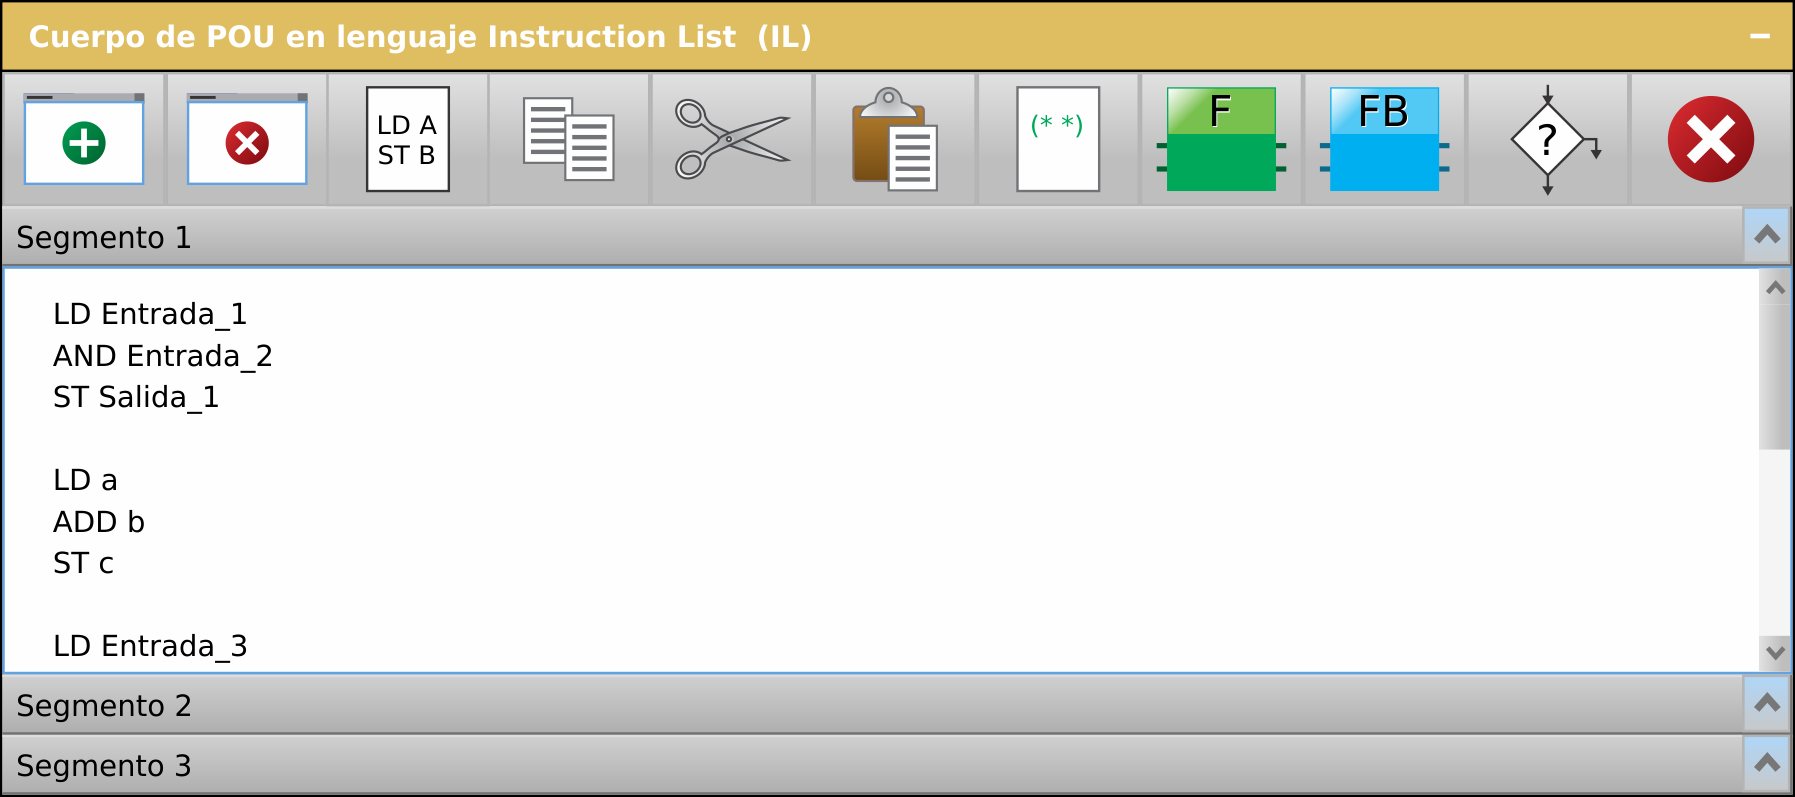 Cuerpo de POU en lenguaje Instruction List (IL)
LD A
ST B
(* *)
F
FB
?
Segmento 1
LD Entrada_1
AND Entrada_2
ST Salida_1
LD a
ADD b
ST c
LD Entrada_3
Segmento 2
Segmento 3